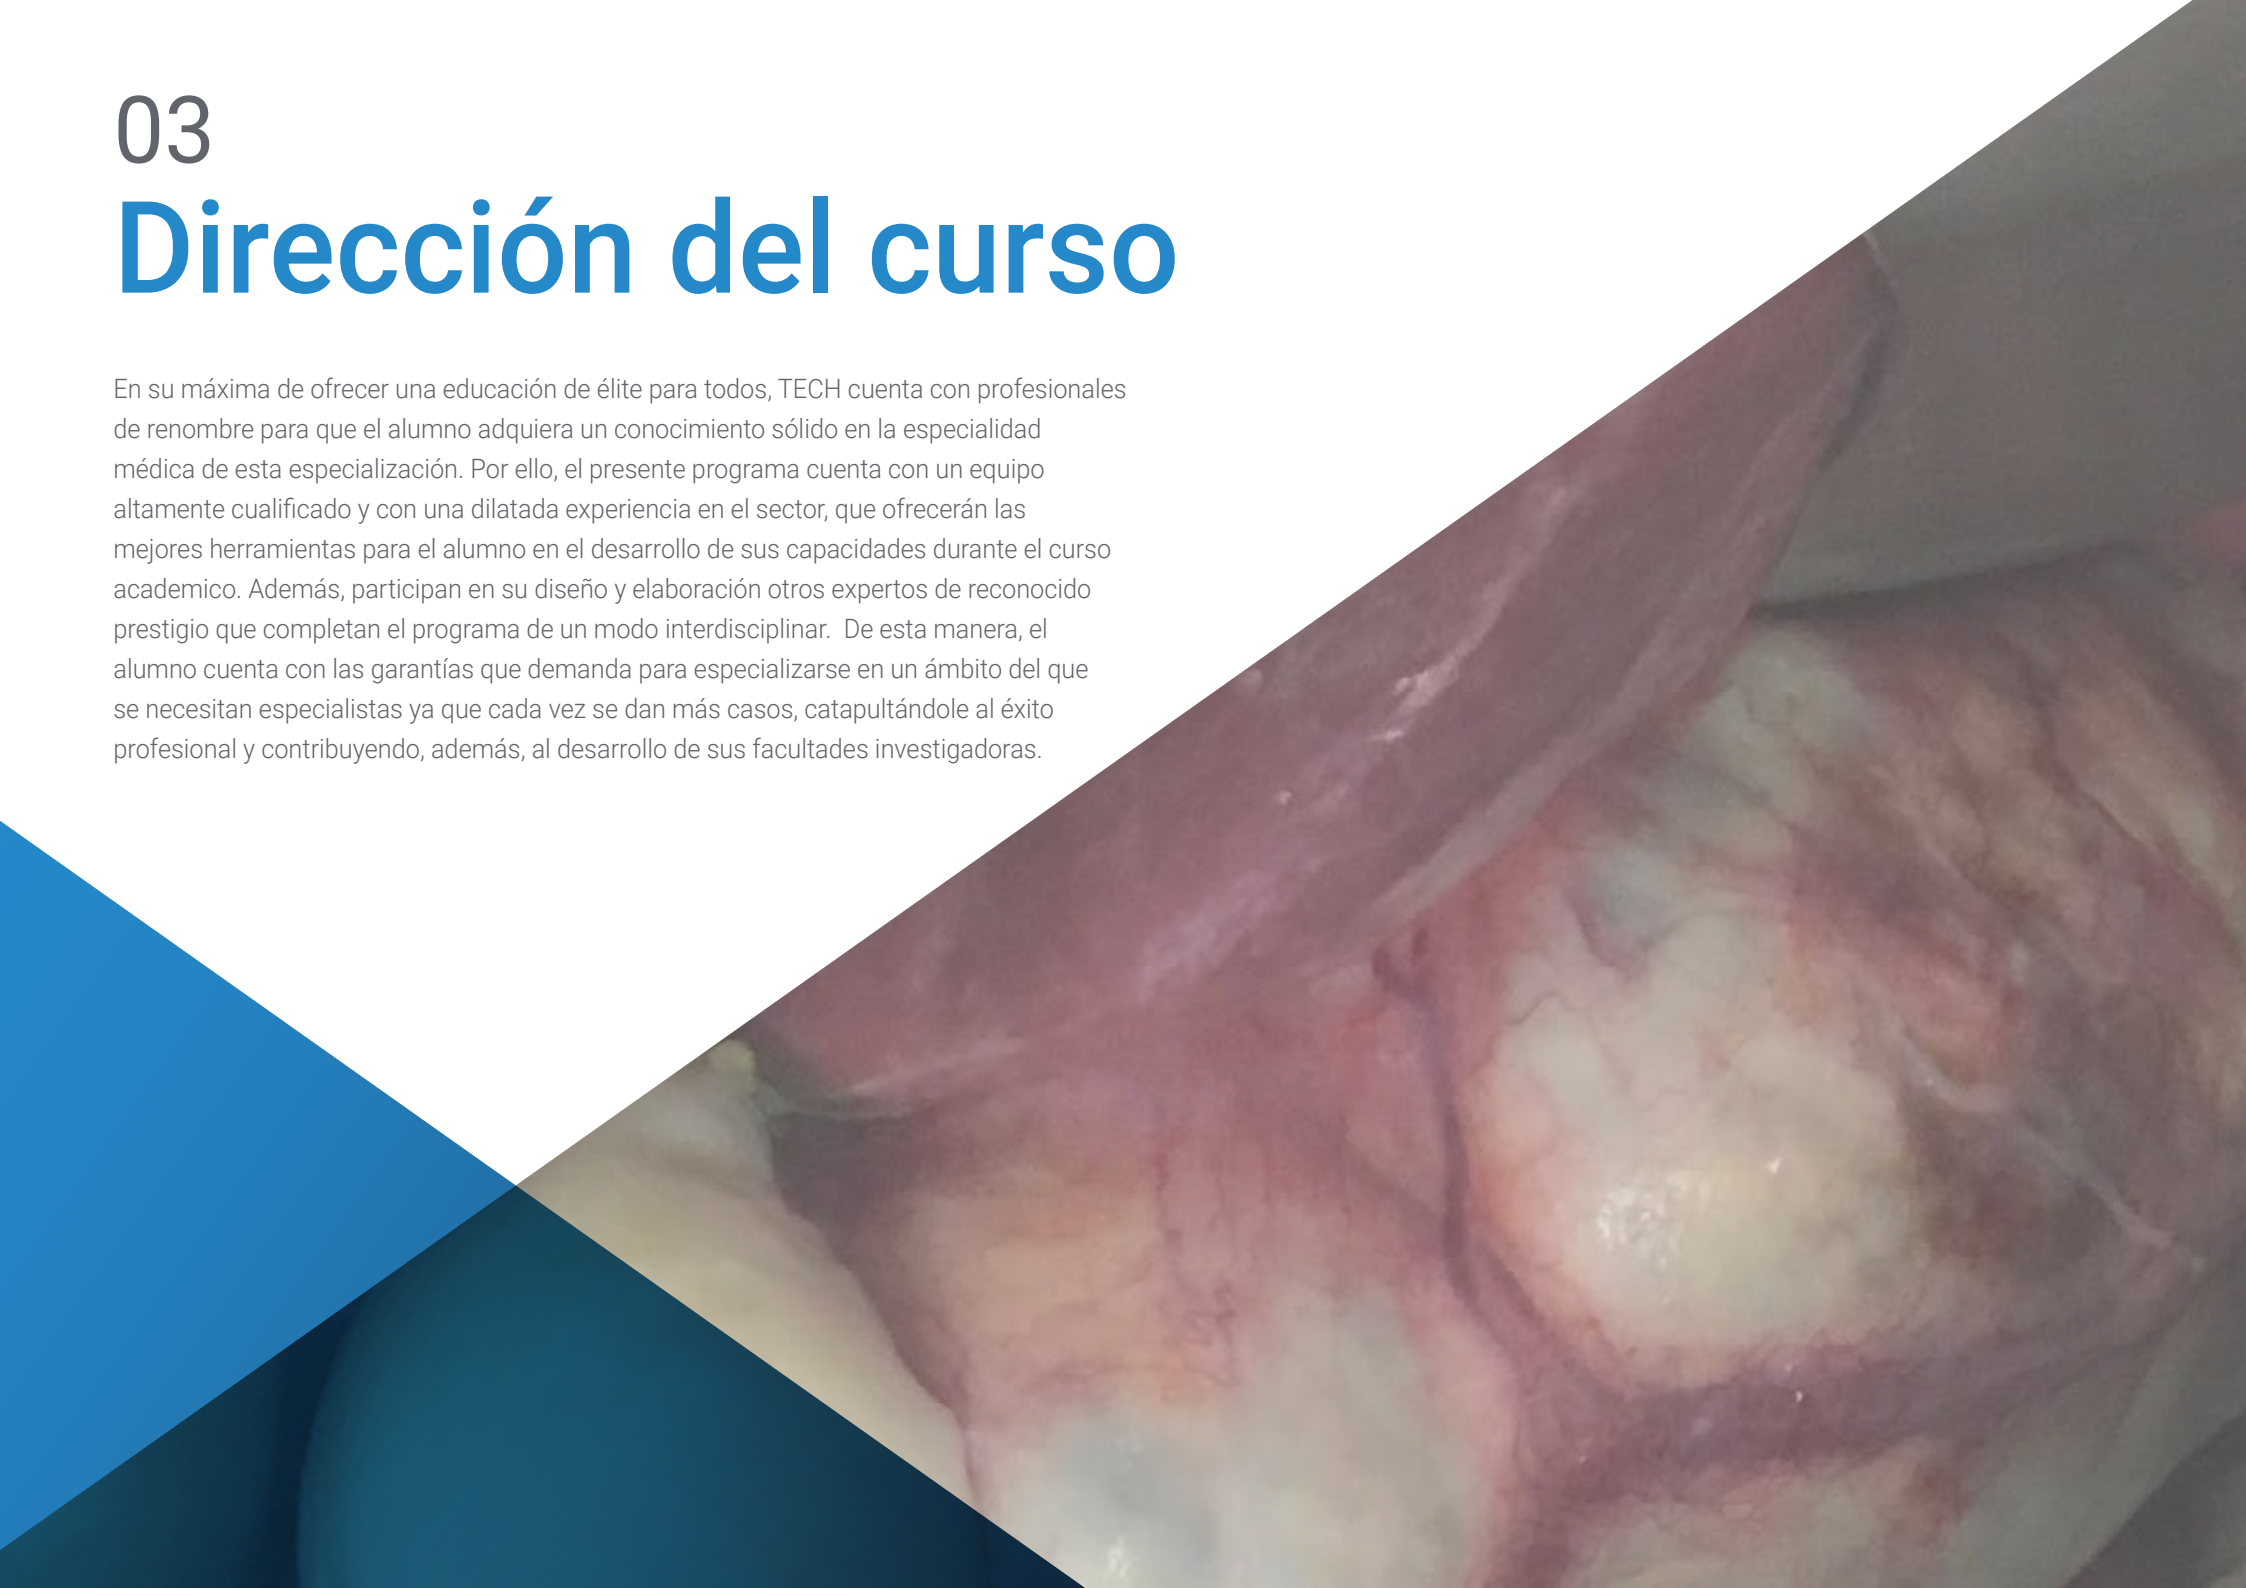 03
Dirección del curso
En su máxima de ofrecer una educación de élite para todos, TECH cuenta con profesionales
de renombre para que el alumno adquiera un conocimiento sólido en la especialidad
médica de esta especialización. Por ello, el presente programa cuenta con un equipo
altamente cualificado y con una dilatada experiencia en el sector, que ofrecerán las
mejores herramientas para el alumno en el desarrollo de sus capacidades durante el curso
academico. Además, participan en su diseño y elaboración otros expertos de reconocido
prestigio que completan el programa de un modo interdisciplinar.  De esta manera, el
alumno cuenta con las garantías que demanda para especializarse en un ámbito del que
se necesitan especialistas ya que cada vez se dan más casos, catapultándole al éxito
profesional y contribuyendo, además, al desarrollo de sus facultades investigadoras.